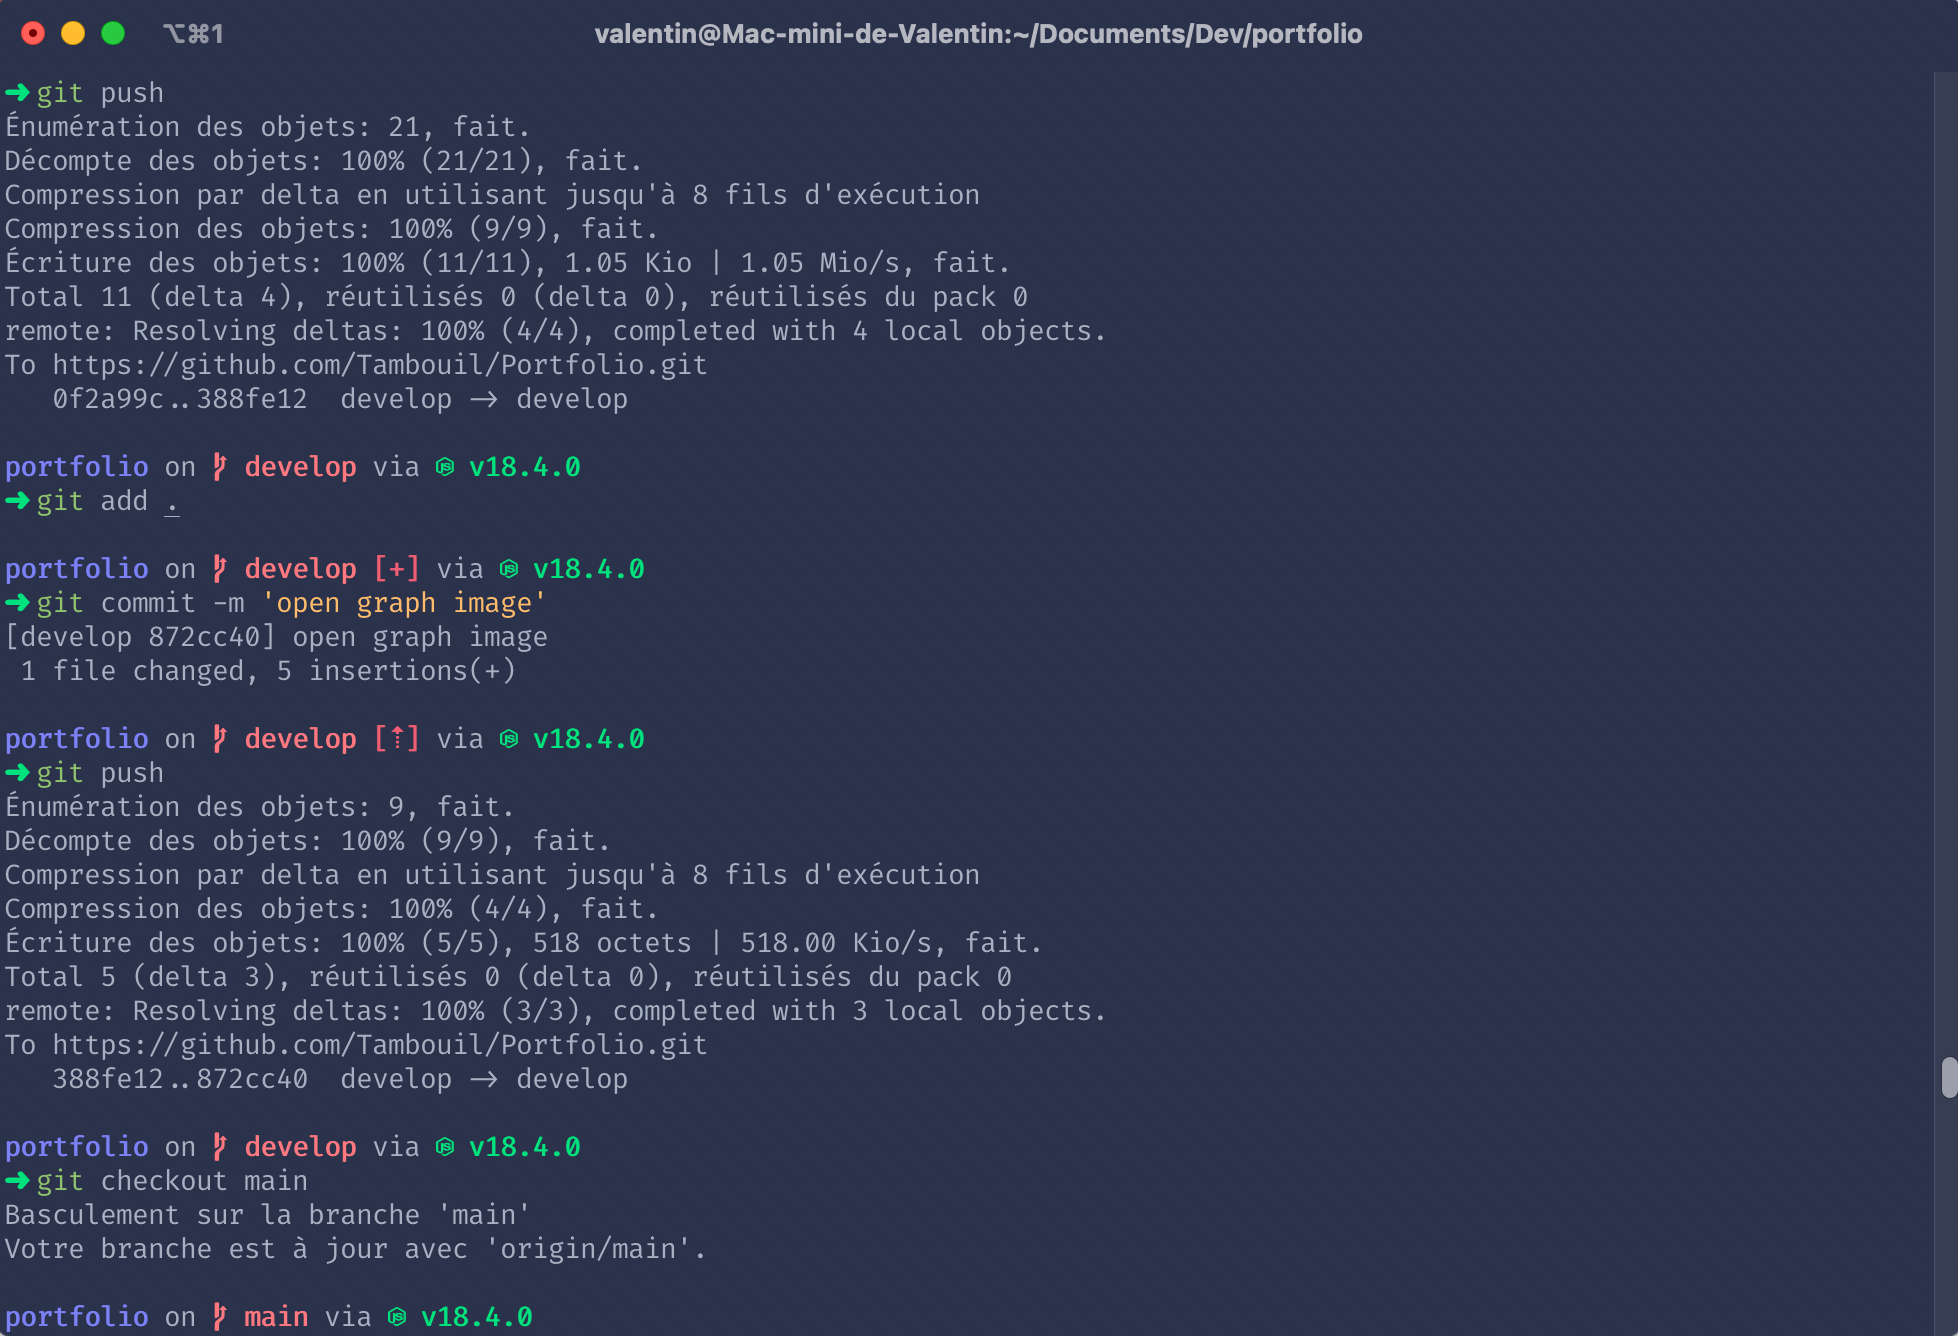 ⌥⌘1
valentin@Mac-mini-de-Valentin:~/Documents/Dev/portfolio
➜ git push
Énumération des objets: 21, fait.
Décompte des objets: 100% (21/21), fait.
Compression par delta en utilisant jusqu'à 8 fils d'exécution
Compression des objets: 100% (9/9), fait.
Écriture des objets: 100% (11/11), 1.05 Kio | 1.05 Mio/s, fait.
Total 11 (delta 4), réutilisés 0 (delta 0), réutilisés du pack 0
remote: Resolving deltas: 100% (4/4), completed with 4 local objects.
To https://github.com/Tambouil/Portfolio.git
   0f2a99c..388fe12  develop -> develop
portfolio on develop via v18.4.0
➜ git add .
portfolio on develop [+] via v18.4.0
➜ git commit -m 'open graph image'
[develop 872cc40] open graph image
 1 file changed, 5 insertions(+)
portfolio on develop [⇡] via v18.4.0
➜ git push
Énumération des objets: 9, fait.
Décompte des objets: 100% (9/9), fait.
Compression par delta en utilisant jusqu'à 8 fils d'exécution
Compression des objets: 100% (4/4), fait.
Écriture des objets: 100% (5/5), 518 octets | 518.00 Kio/s, fait.
Total 5 (delta 3), réutilisés 0 (delta 0), réutilisés du pack 0
remote: Resolving deltas: 100% (3/3), completed with 3 local objects.
To https://github.com/Tambouil/Portfolio.git
   388fe12..872cc40  develop -> develop
portfolio on develop via v18.4.0
➜ git checkout main
Basculement sur la branche 'main'
Votre branche est à jour avec 'origin/main'.
portfolio on main via v18.4.0